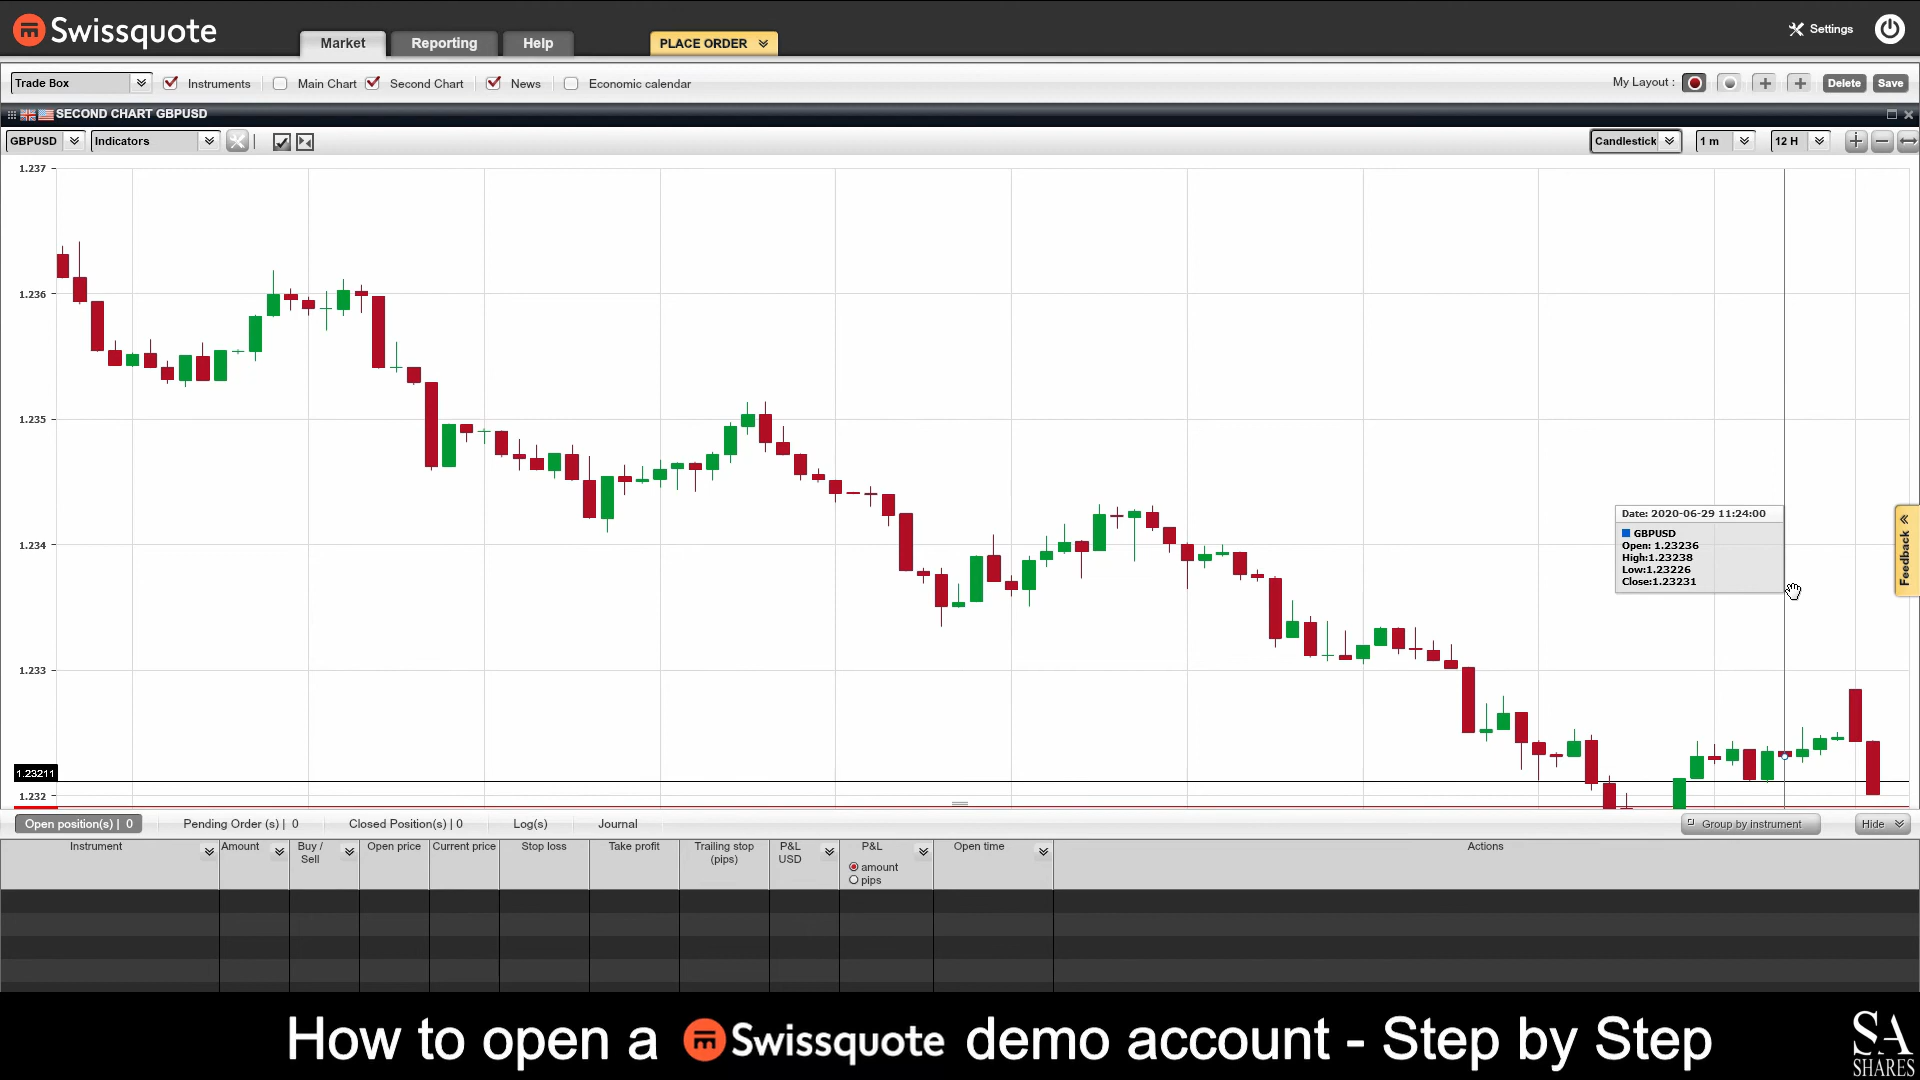 Swissquote
Market Reporting Help PLACE ORDER Settings
Trade Box Instruments Main Chart Second Chart News Economic calendar My Layout : Delete Save
SECOND CHART GBPUSD
GBPUSD Indicators Candlestick 1 m 12 H
1.237
1.236
1.235
1.234
1.233
1.23211
1.232
Date: 2020-06-29 11:24:00
GBPUSD
Open: 1.23236
High:1.23238
Low:1.23226
Close:1.23231
Feedback
Open position(s) | 0 Pending Order (s) | 0 Closed Position(s) | 0 Log(s) Journal Group by instrument Hide
Instrument Amount Buy / Sell Open price Current price Stop loss Take profit Trailing stop (pips) P&L USD P&L Open time Actions
amount
pips
How to open a Swissquote demo account - Step by Step
SA
SHARES